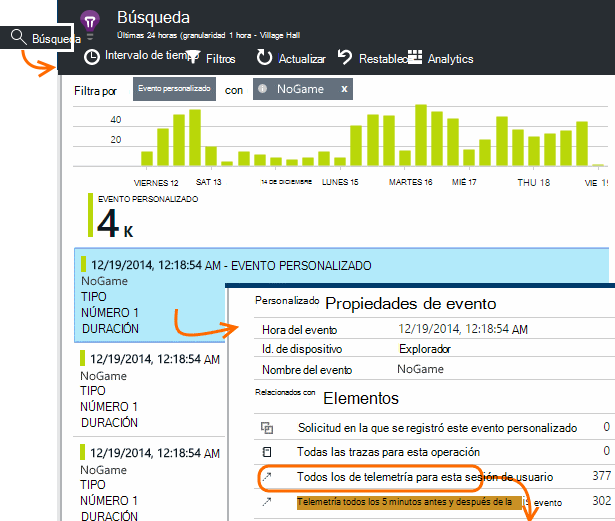 Búsqueda
Búsqueda
Últimas 24 horas (granularidad 1 hora - Village Hall
Intervalo de tiempo
Filtros
Actualizar
Restablec
Analytics
Filtra por
Evento personalizado
con
NoGame x
40
20
VIERNES 12 SAT 13 14 DE DICIEMBRE LUNES 15 MARTES 16 MIÉ 17 THU 18 VIE 19
EVENTO PERSONALIZADO
4 K
12/19/2014, 12:18:54 AM - EVENTO PERSONALIZADO
NoGame
TIPO
NÚMERO 1
DURACIÓN
12/19/2014, 12:18:54 AM
NoGame
TIPO
NÚMERO 1
DURACIÓN
12/19/2014, 12:18:54 AM
NoGame
TIPO
NÚMERO 1
DURACIÓN
Personalizado Propiedades de evento
Hora del evento 12/19/2014, 12:18:54 AM
Id. de dispositivo Explorador
Nombre del evento NoGame
Relacionados con Elementos
Solicitud en la que se registró este evento personalizado 0
Todas las trazas para esta operación 0
Todos los de telemetría para esta sesión de usuario 377
Telemetría todos los 5 minutos antes y después de la is evento 302